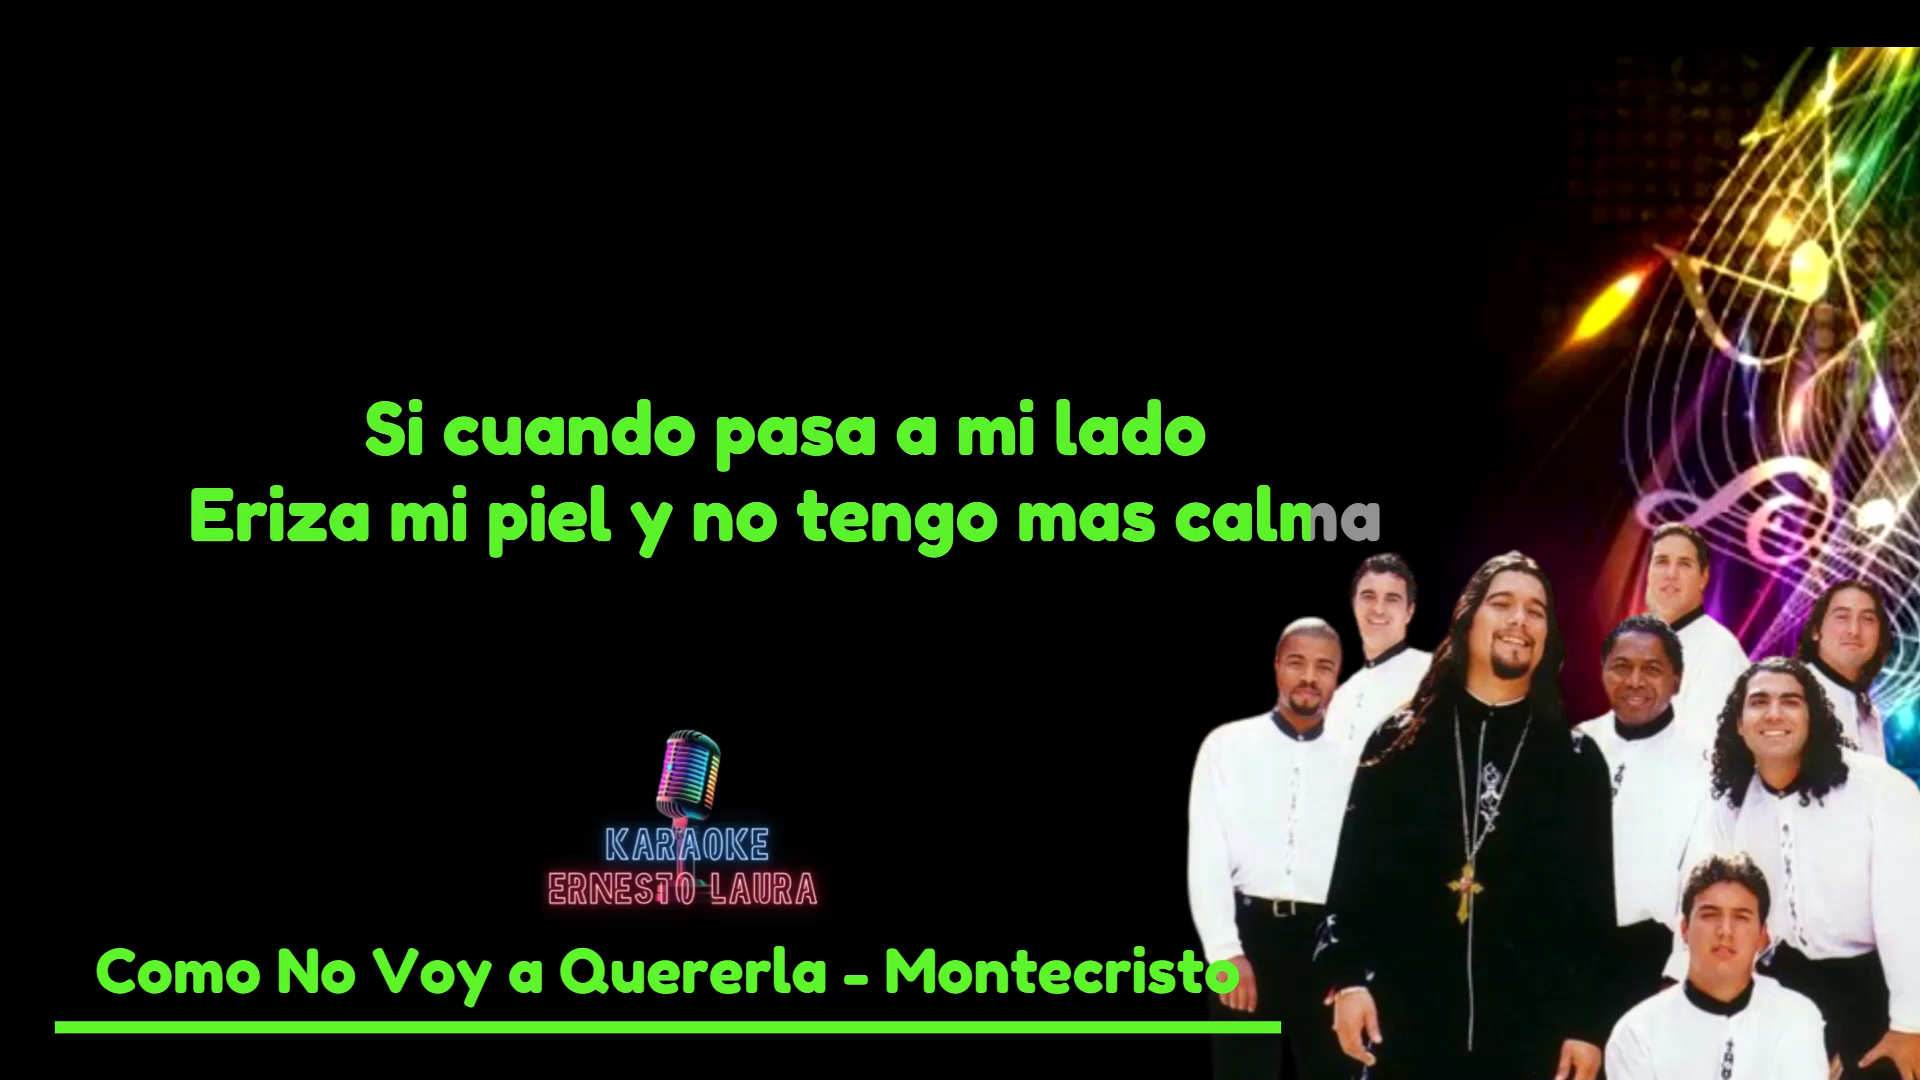 Si cuando pasa a mi lado
Eriza mi piel y no tengo mas calma
KARAOKE
ERNESTO LAURA
Como No Voy a Quererla - Montecristo